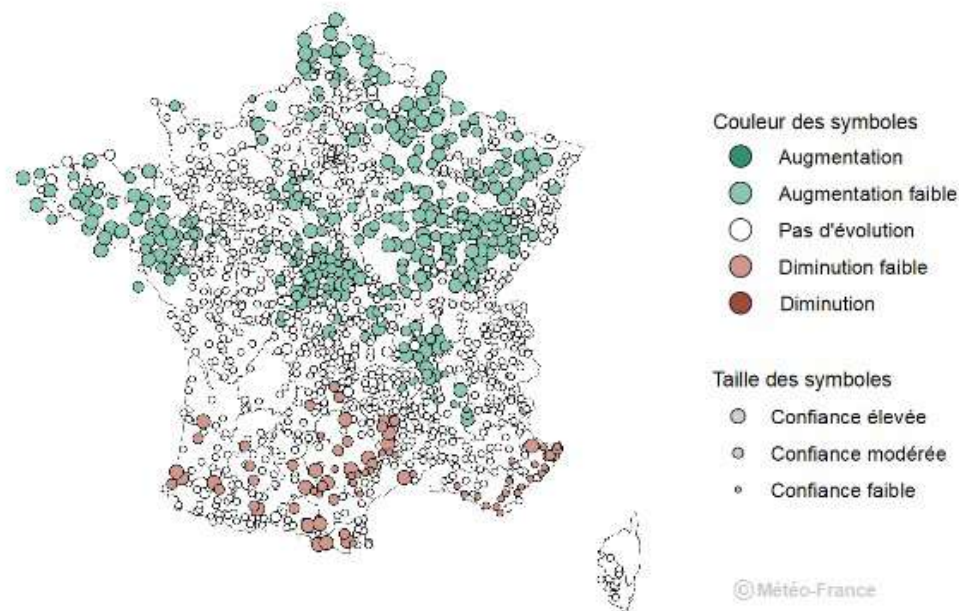 Couleur des symboles
Augmentation
Augmentation faible
Pas d'évolution
Diminution faible
Diminution
Taille des symboles
Confiance élevée
Confiance modérée
Confiance faible
©Météo-France